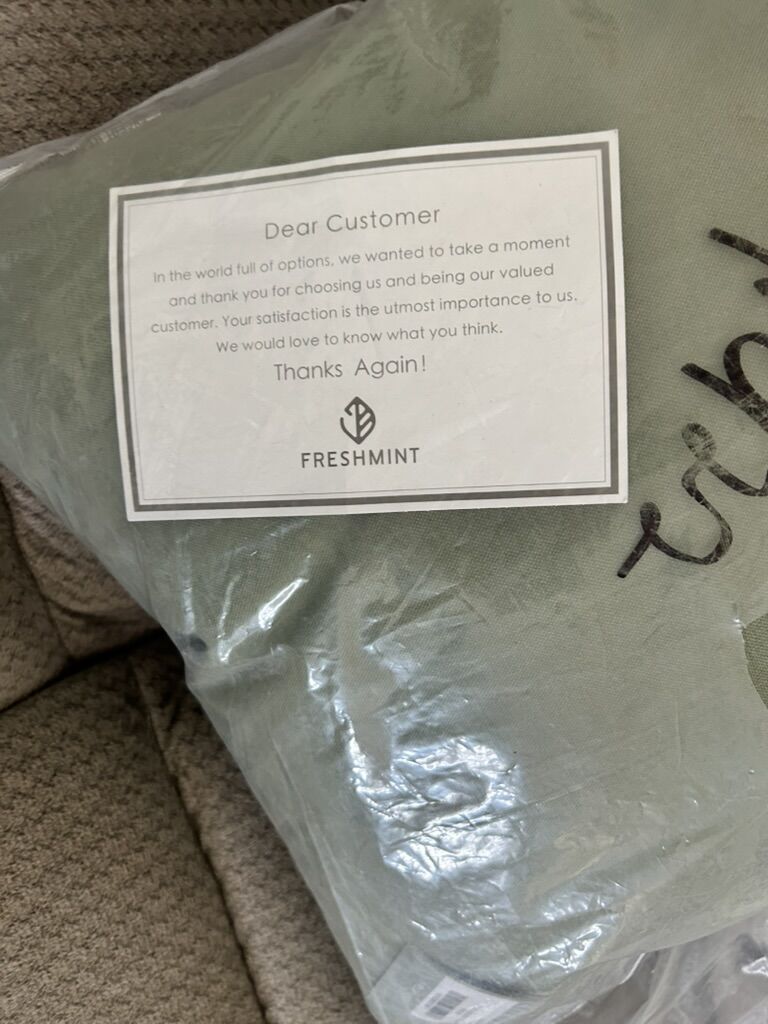 Dear Customer
In the world full of options, we wanted to take a moment
and thank you for choosing us and being our valued
customer. Your satisfaction is the utmost importance to us.
We would love to know what you think.
Thanks Again!
FRESHMINT